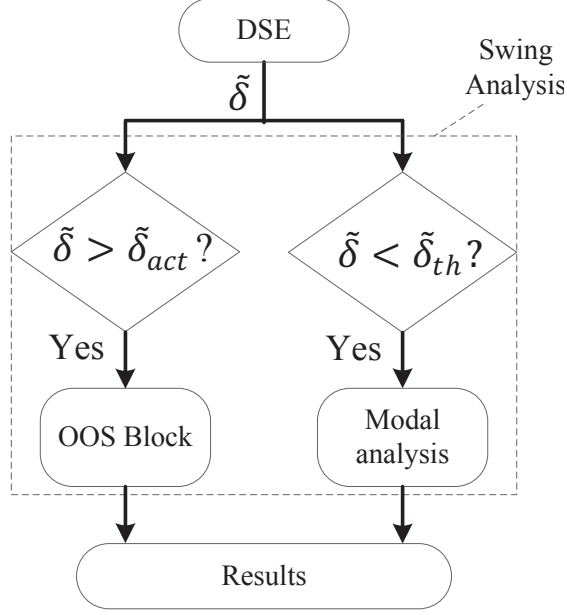 DSE
Swing
Analysis
δ̃
δ̃ > δ̃_act ?
δ̃ < δ̃_th?
Yes
Yes
OOS Block
Modal
analysis
Results